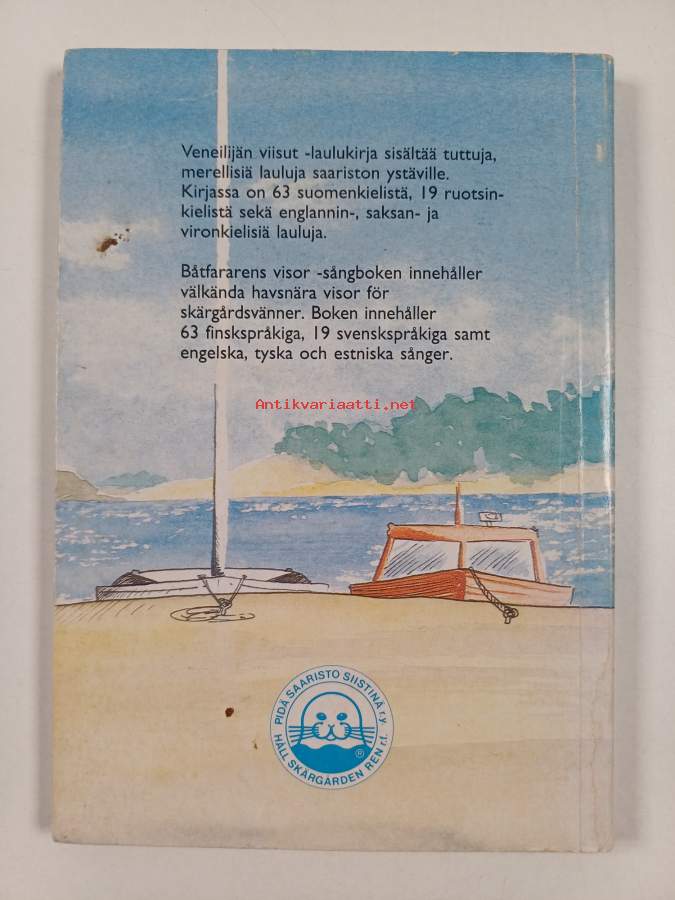 Veneilijän viisut -laulukirja sisältää tuttuja,
merellisiä lauluja saariston ystäville.
Kirjassa on 63 suomenkielistä, 19 ruotsin-
kielistä sekä englannin-, saksan- ja
vironkielisiä lauluja.
Båtfararens visor -sångboken innehåller
välkända havsnära visor för
skärgårdsvänner. Boken innehåller
63 finskspråkiga, 19 svenskspråkiga samt
engelska, tyska och estniska sånger.
Antikvariaatti.net
PIDÄ SAARISTO SIISTINÄ r.y.
HÅLL SKÄRGÅRDEN REN r.f.
®